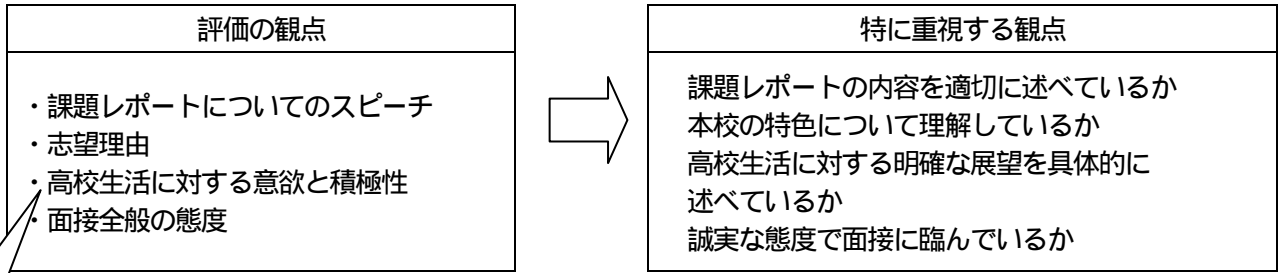 評価の観点
・課題レポートについてのスピーチ
・志望理由
・高校生活に対する意欲と積極性
・面接全般の態度
特に重視する観点
課題レポートの内容を適切に述べているか
本校の特色について理解しているか
高校生活に対する明確な展望を具体的に
述べているか
誠実な態度で面接に臨んでいるか